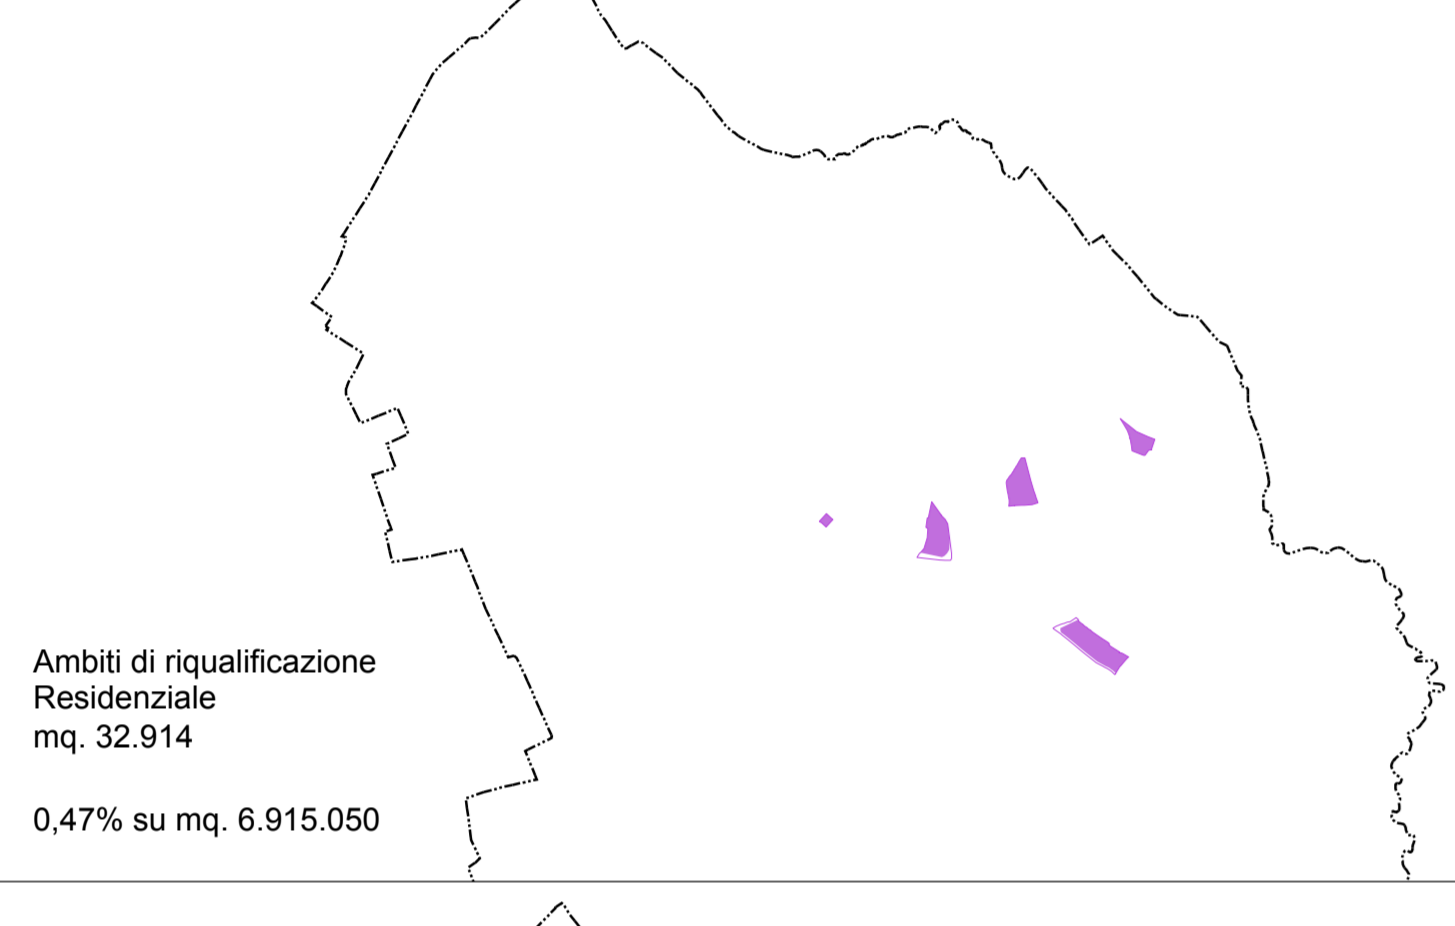 Ambiti di riqualificazione
Residenziale
mq. 32.914
0,47% su mq. 6.915.050